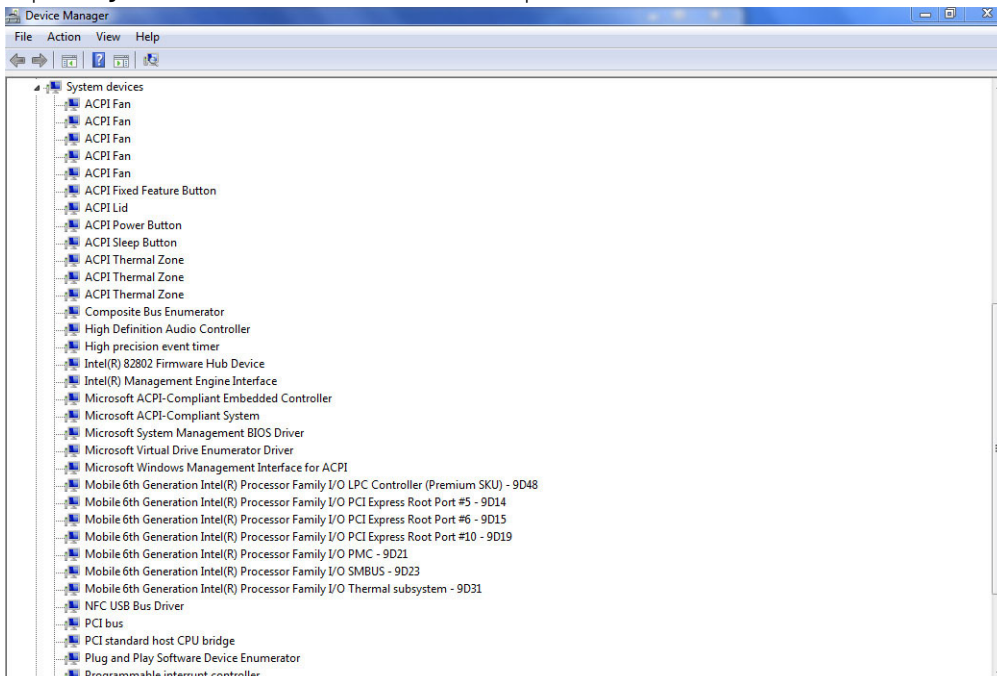 Device Manager
File Action View Help
System devices
ACPI Fan
ACPI Fan
ACPI Fan
ACPI Fan
ACPI Fan
ACPI Fixed Feature Button
ACPI Lid
ACPI Power Button
ACPI Sleep Button
ACPI Thermal Zone
ACPI Thermal Zone
ACPI Thermal Zone
Composite Bus Enumerator
High Definition Audio Controller
High precision event timer
Intel(R) 82802 Firmware Hub Device
Intel(R) Management Engine Interface
Microsoft ACPI-Compliant Embedded Controller
Microsoft ACPI-Compliant System
Microsoft System Management BIOS Driver
Microsoft Virtual Drive Enumerator Driver
Microsoft Windows Management Interface for ACPI
Mobile 6th Generation Intel(R) Processor Family I/O LPC Controller (Premium SKU) - 9D48
Mobile 6th Generation Intel(R) Processor Family I/O PCI Express Root Port #5 - 9D14
Mobile 6th Generation Intel(R) Processor Family I/O PCI Express Root Port #6 - 9D15
Mobile 6th Generation Intel(R) Processor Family I/O PCI Express Root Port #10 - 9D19
Mobile 6th Generation Intel(R) Processor Family I/O PMC - 9D21
Mobile 6th Generation Intel(R) Processor Family I/O SMBUS - 9D23
Mobile 6th Generation Intel(R) Processor Family I/O Thermal subsystem - 9D31
NFC USB Bus Driver
PCI bus
PCI standard host CPU bridge
Plug and Play Software Device Enumerator
Programmable interrupt controller